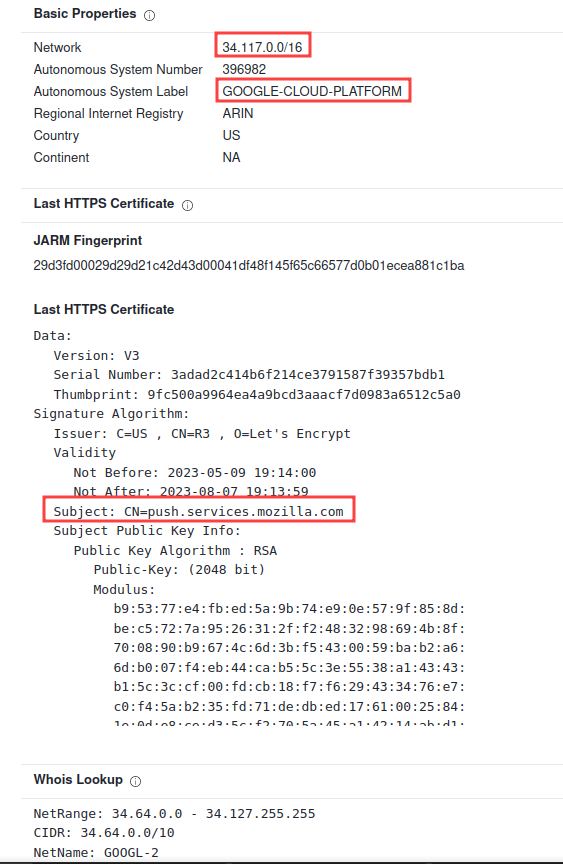 Basic Properties
Network 34.117.0.0/16
Autonomous System Number 396982
Autonomous System Label GOOGLE-CLOUD-PLATFORM
Regional Internet Registry ARIN
Country US
Continent NA
Last HTTPS Certificate
JARM Fingerprint
29d3fd00029d29d21c42d43d00041df48f145f65c66577d0b01ecea881c1ba
Last HTTPS Certificate
Data:
Version: V3
Serial Number: 3adad2c414b6f214ce3791587f39357bdb1
Thumbprint: 9fc500a9964ea4a9bcd3aaacf7d0983a6512c5a0
Signature Algorithm:
Issuer: C=US , CN=R3 , O=Let's Encrypt
Validity
Not Before: 2023-05-09 19:14:00
Not After: 2023-08-07 19:13:59
Subject: CN=push.services.mozilla.com
Subject Public Key Info:
Public Key Algorithm : RSA
Public-Key: (2048 bit)
Modulus:
b9:53:77:e4:fb:ed:5a:9b:74:e9:0e:57:9f:85:8d:
be:c5:72:7a:95:26:31:2f:f2:48:32:98:69:4b:8f:
70:08:90:b9:67:4c:6d:3b:f5:43:00:59:ba:b2:a6:
6d:b0:07:f4:eb:44:ca:b5:5c:3e:55:38:a1:43:43:
b1:5c:3c:cf:00:fd:cb:18:f7:f6:29:43:34:76:e7:
c0:f4:5a:b2:35:fd:71:de:db:ed:17:61:00:25:84:
Whois Lookup
NetRange: 34.64.0.0 - 34.127.255.255
CIDR: 34.64.0.0/10
NetName: GOOGL-2